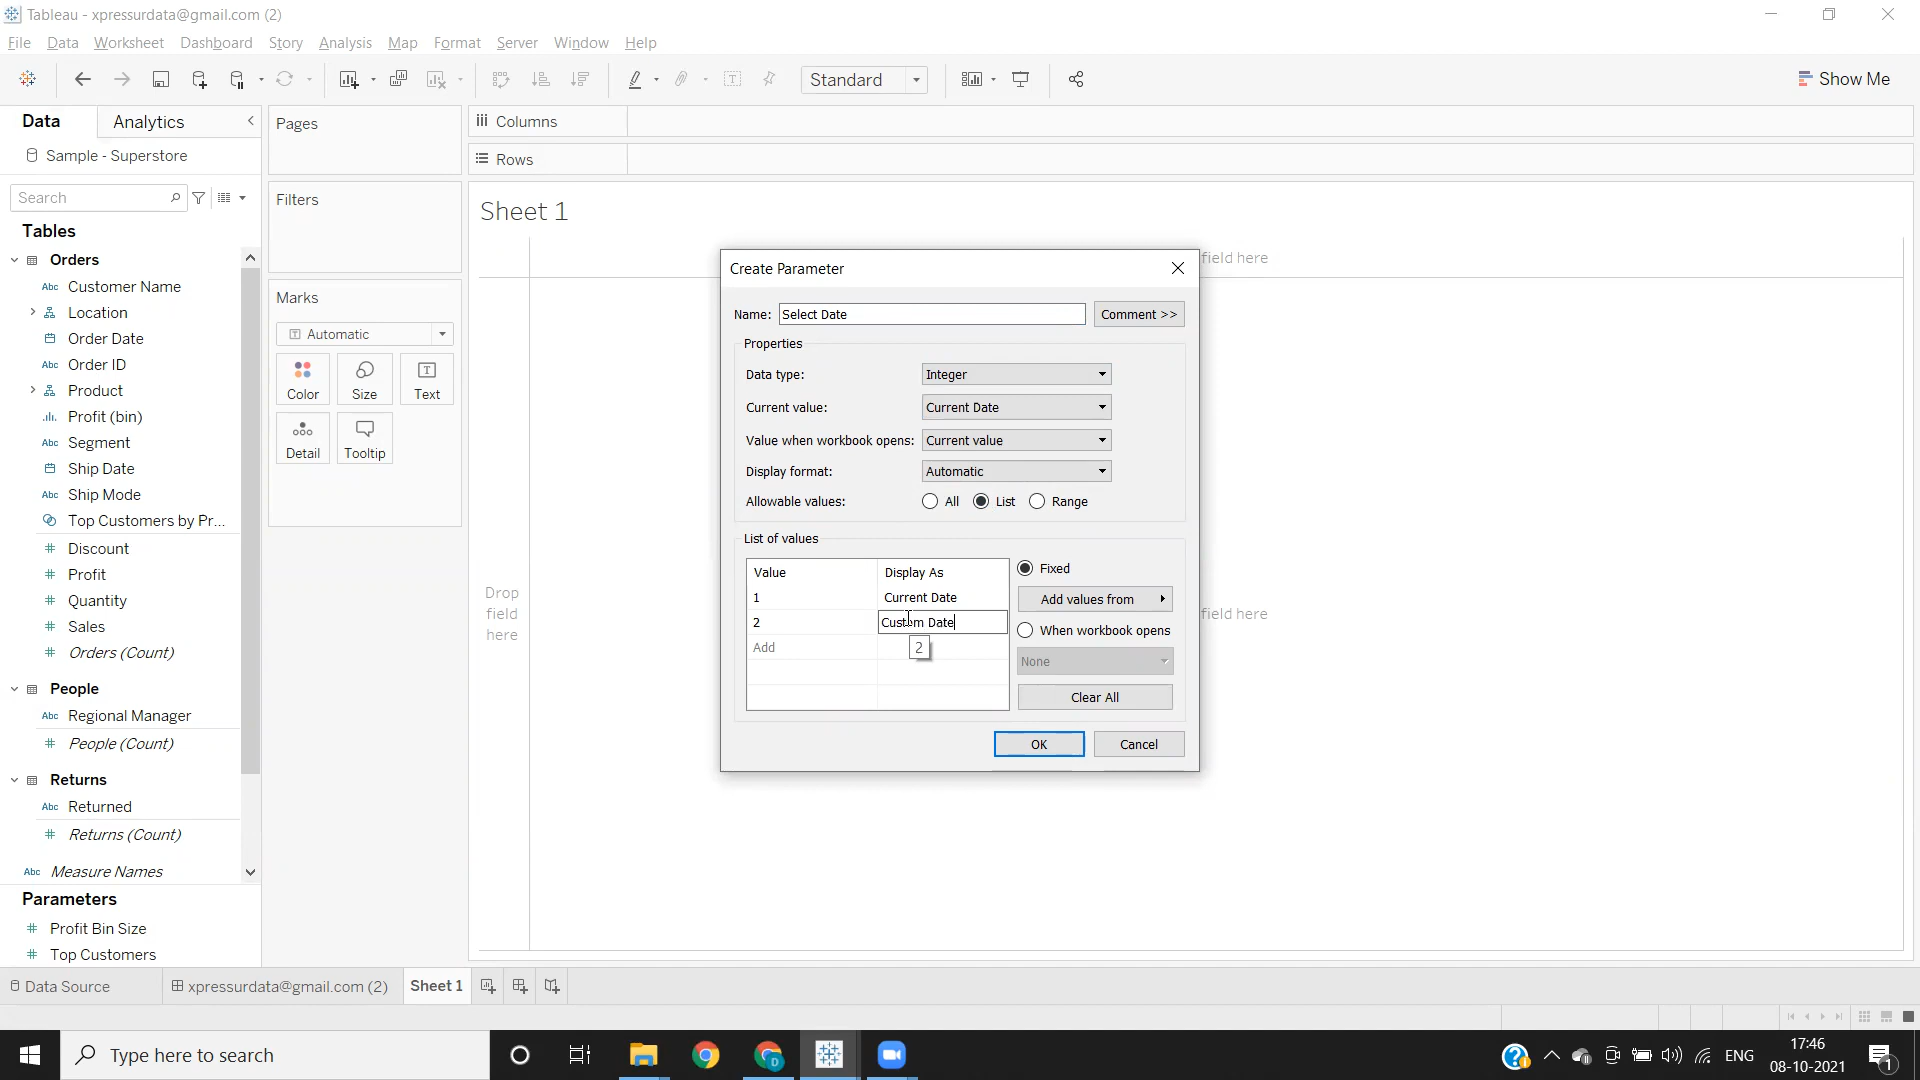 Tableau - xpressurdata@gmail.com (2)
File Data Worksheet Dashboard Story Analysis Map Format Server Window Help
Standard
Show Me
Data Analytics
Sample - Superstore
Search
Tables
Orders
Abc Customer Name
Location
Order Date
Abc Order ID
Product
Profit (bin)
Abc Segment
Ship Date
Abc Ship Mode
Top Customers by Pr...
# Discount
# Profit
# Quantity
# Sales
# Orders (Count)
People
Abc Regional Manager
# People (Count)
Returns
Abc Returned
# Returns (Count)
Abc Measure Names
Parameters
# Profit Bin Size
# Top Customers
Pages
Filters
Marks
Automatic
Color Size Text
Detail Tooltip
Columns
Rows
Sheet 1
field here
Drop
field
here
field here
Create Parameter
Name: Select Date Comment >>
Properties
Data type: Integer
Current value: Current Date
Value when workbook opens: Current value
Display format: Automatic
Allowable values: All List Range
List of values
Value Display As
1 Current Date
2 Custom Date
Add
2
Fixed
Add values from
When workbook opens
None
Clear All
OK Cancel
Data Source xpressurdata@gmail.com (2) Sheet 1
Type here to search
D
ENG
17:46
08-10-2021
1